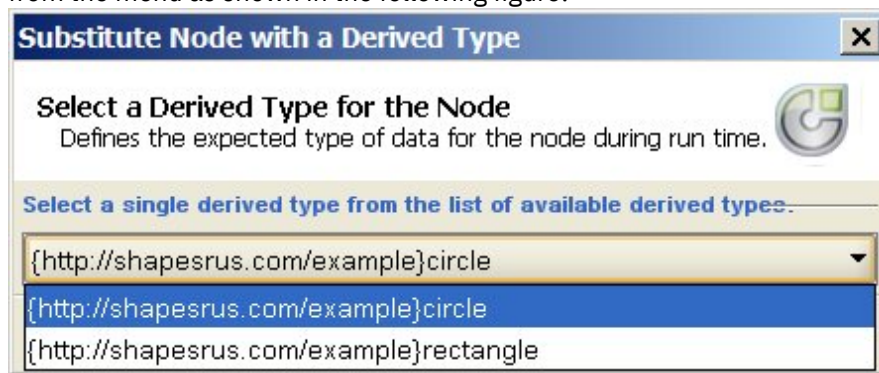 from the menu as shown in the following figure.
Substitute Node with a Derived Type
Select a Derived Type for the Node
Defines the expected type of data for the node during run time.
Select a single derived type from the list of available derived types.
{http://shapesrus.com/example}circle
{http://shapesrus.com/example}circle
{http://shapesrus.com/example}rectangle